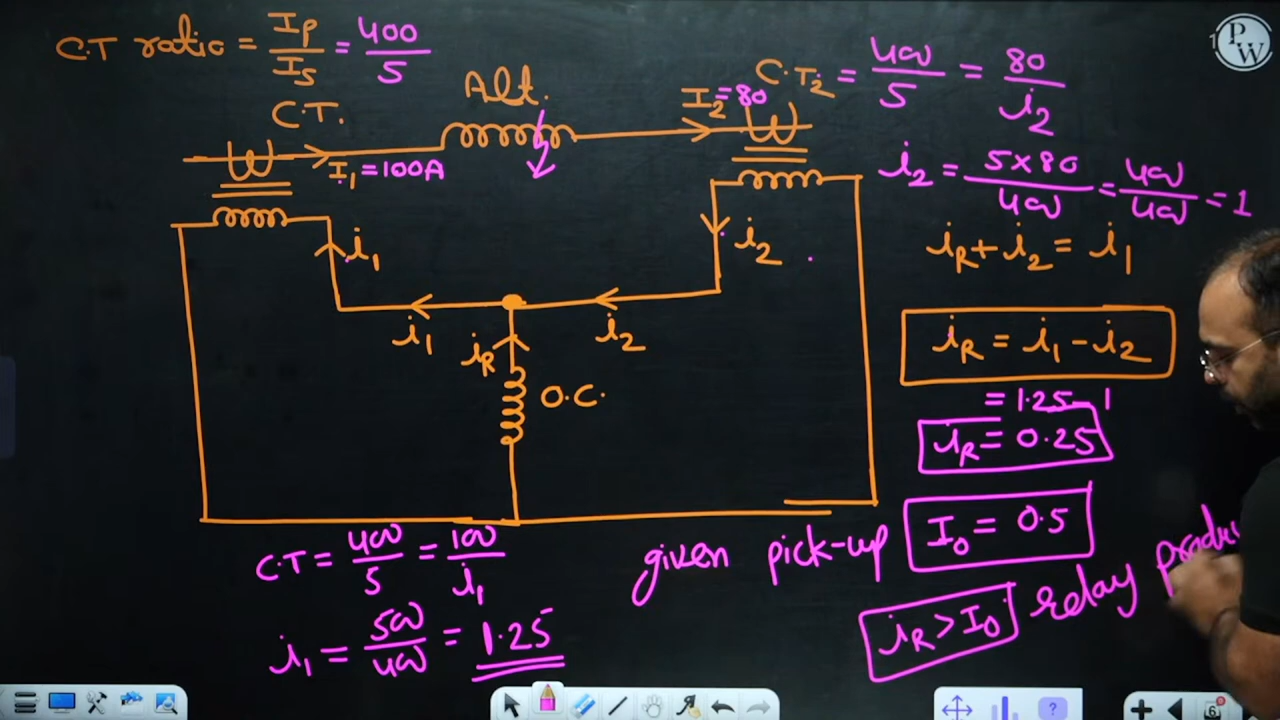 C.T ratio = Ip/Is = 400/5
C.T.
Alt.
I₁ = 100A
I₂ = 80
C.T₂ = 400/5 = 80/i₂
i₂ = 5×80/400 = 400/400 = 1
i₁
i₂
i₁
i₂
iR
O.C.
iR + i₂ = i₁
iR = i₁ - i₂
= 1.25 - 1
iR = 0.25
C.T = 400/5 = 100/i₁
i₁ = 500/400 = 1.25
given pick-up I₀ = 0.5
iR > I₀ relay
PW
6